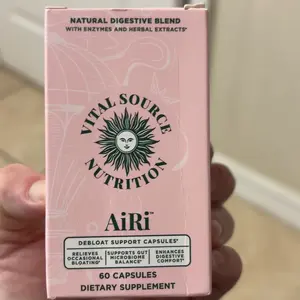 NATURAL DIGESTIVE BLEND
WITH ENZYMES AND HERBAL EXTRACTS*
VITAL SOURCE
NUTRITION
AiRi™
DEBLOAT SUPPORT CAPSULES*
RELIEVES
OCCASIONAL
BLOATING*
SUPPORTS GUT
MICROBIOME
BALANCE*
ENHANCES
DIGESTIVE
COMFORT*
60 CAPSULES
DIETARY SUPPLEMENT